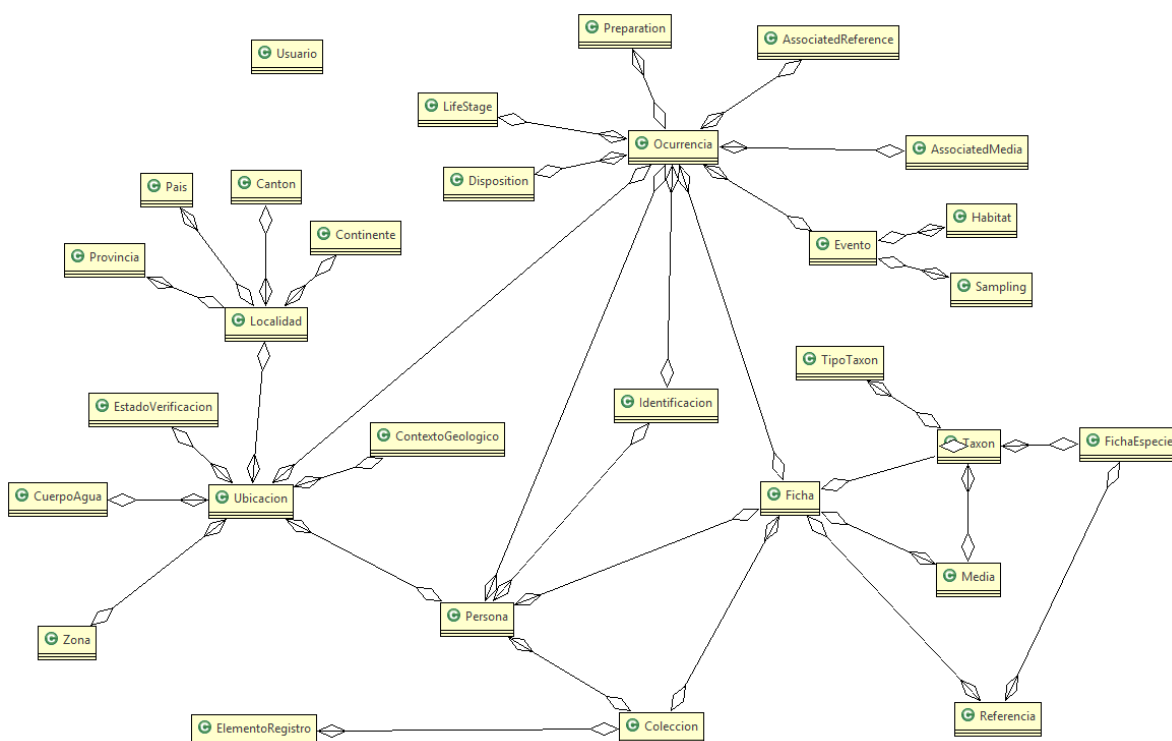 Preparation
AssociatedReference
Usuario
LifeStage
Ocurrencia
AssociatedMedia
Disposition
Pais
Canton
Habitat
Continente
Evento
Provincia
Sampling
Localidad
TipoTaxon
Identificacion
EstadoVerificacion
ContextoGeologico
Taxon
FichaEspecie
CuerpoAgua
Ubicacion
Ficha
Media
Persona
Zona
ElementoRegistro
Coleccion
Referencia